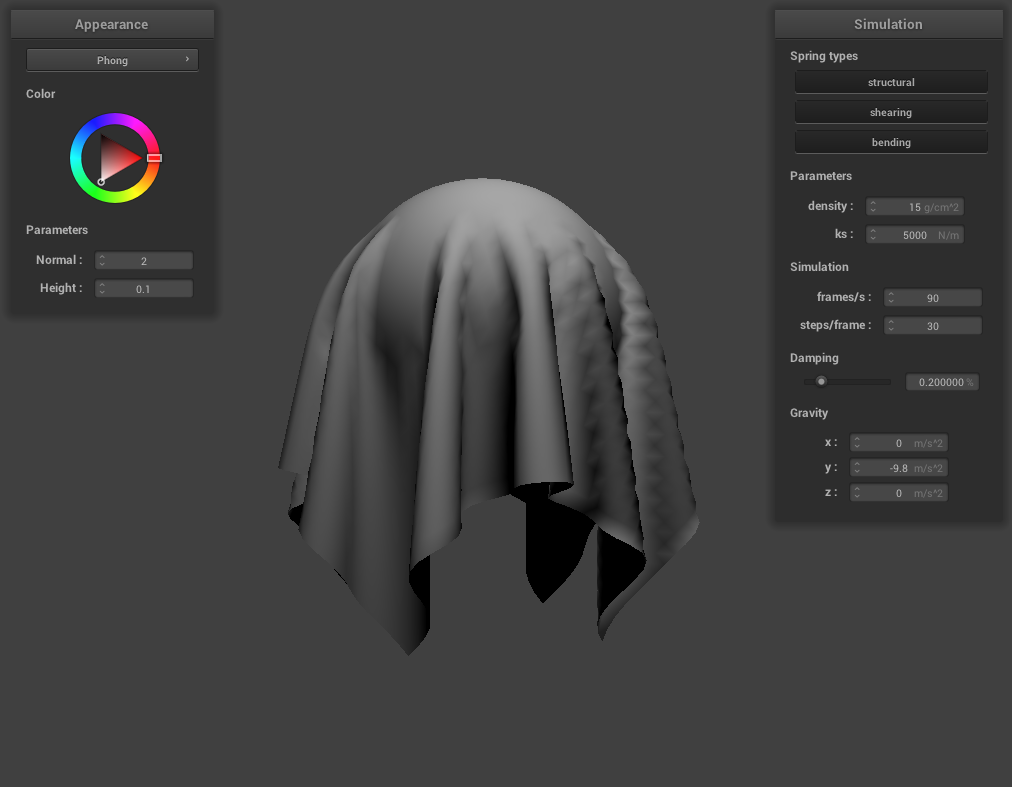 Appearance
Phong ›
Color
Parameters
Normal : 2
Height : 0.1
Simulation
Spring types
structural
shearing
bending
Parameters
density : 15 g/cm^2
ks : 5000 N/m
Simulation
frames/s : 90
steps/frame : 30
Damping
0.200000 %
Gravity
x : 0 m/s^2
y : -9.8 m/s^2
z : 0 m/s^2